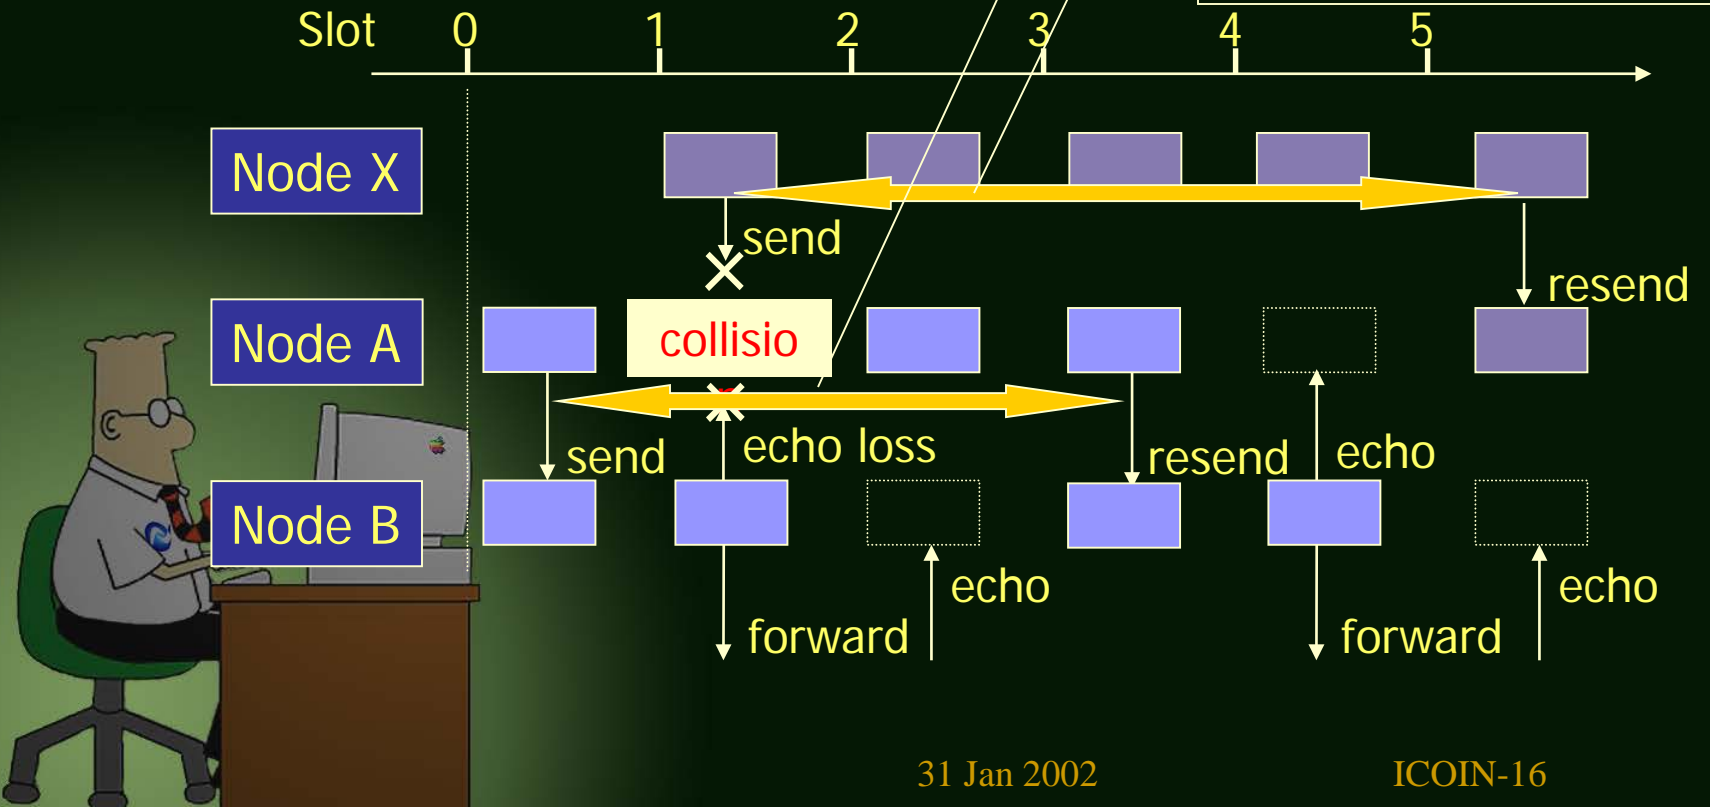 Slot 0 1 2 3 4 5
Node X
send
resend
Node A
collisio
send
echo loss
resend
echo
Node B
echo
echo
forward
forward
31 Jan 2002
ICOIN-16